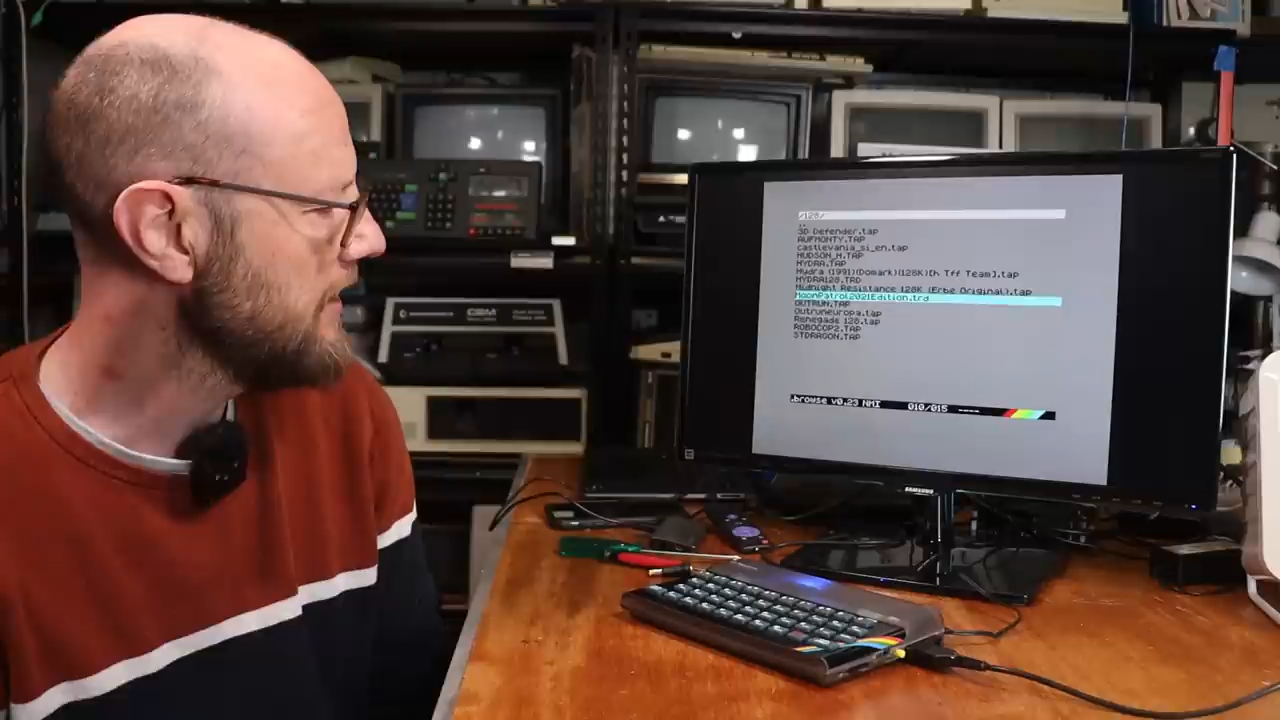 /128/
..
3D Defender.tap
AUFMONTY.TAP
castlevania_si_en.tap
HUDSON_H.TAP
HYDRA.TAP
Hydra (1991)(Domark)(128K)[h Tff Team].tap
HYDRA128.TRD
Midnight Resistance 128K (Erbe Original).tap
MoonPatrol2021Edition.trd
OUTRUN.TAP
Outruneuropa.tap
Renegade 128.tap
ROBOCOP2.TAP
STDRAGON.TAP
.browse v0.23 NMI 010/015
SAMSUNG
CBM